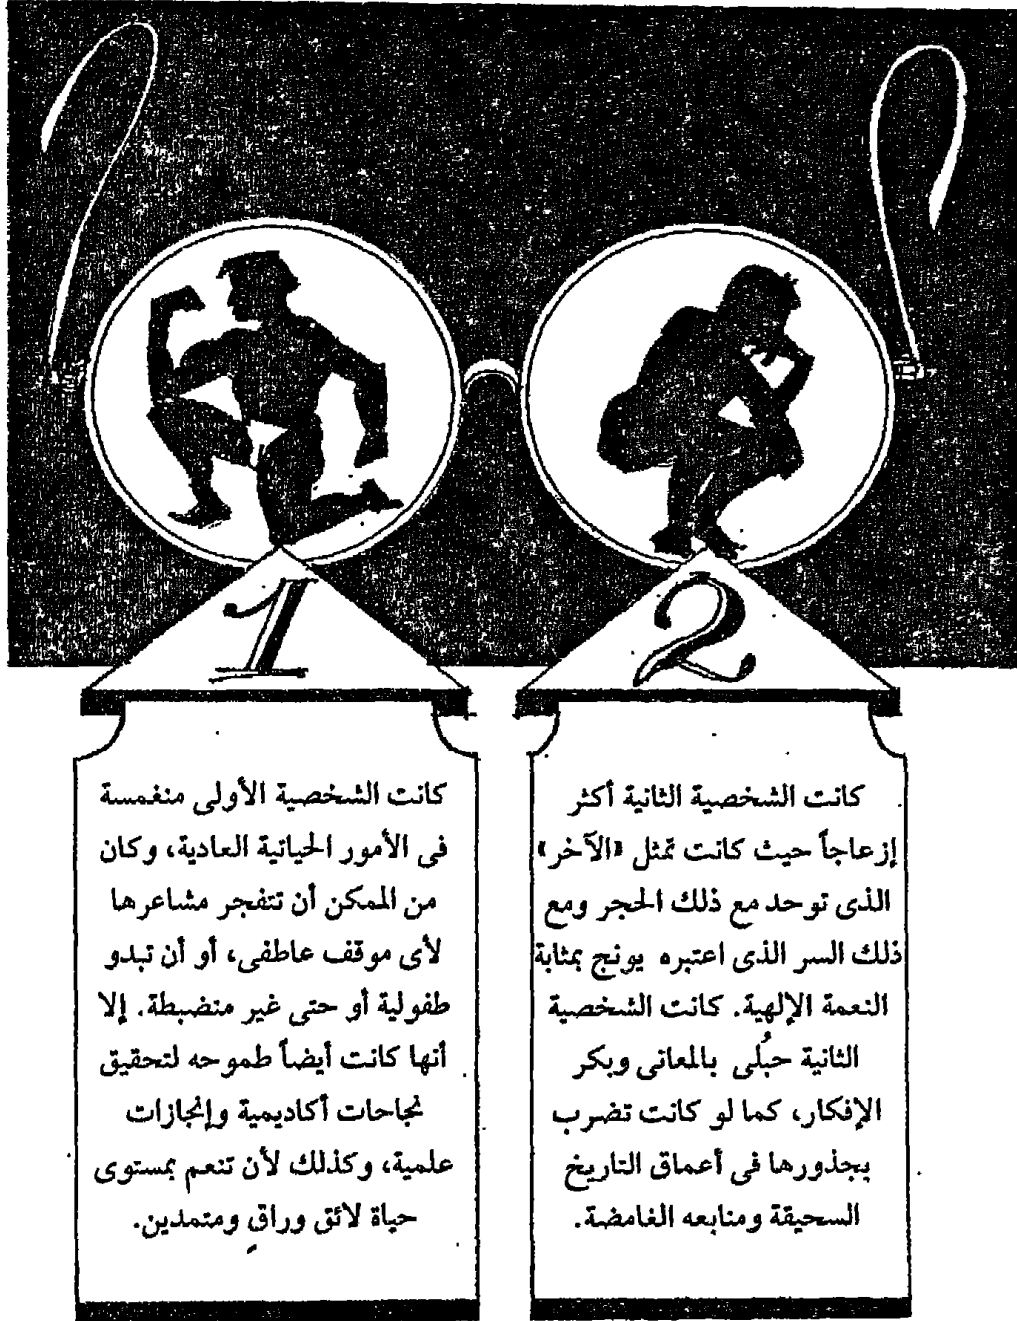 1
كانت الشخصية الأولى منغمسة
فى الأمور الحياتية العادية، وكان
من الممكن أن تتفجر مشاعرها
لأى موقف عاطفى، أو أن تبدو
طفولية أو حتى غير منضبطة. إلا
أنها كانت أيضاً طموحه لتحقيق
نجاحات أكاديمية وإنجازات
علمية، وكذلك لأن تنعم بمستوى
حياة لائق وراقٍ ومتمدين.
2
كانت الشخصية الثانية أكثر
إزعاجاً حيث كانت تمثل «الآخر»
الذى توحد مع ذلك الحجر ومع
ذلك السر الذى اعتبره يونج بمثابة
النعمة الإلهية. كانت الشخصية
الثانية حبُلى بالمعانى وبكر
الإفكار، كما لو كانت تضرب
بجذورها فى أعماق التاريخ
السحيقة ومنابعه الغامضة.